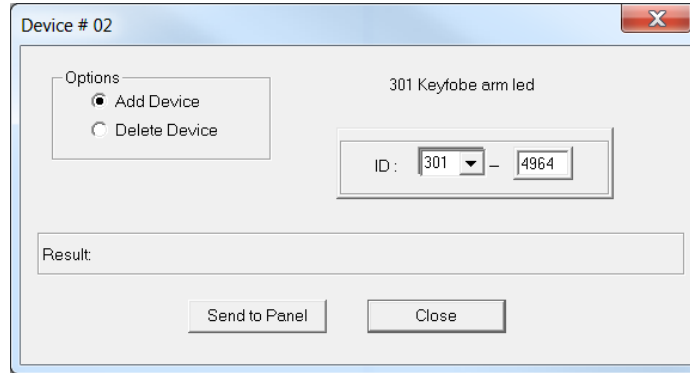 Device # 02
Options
Add Device
Delete Device
301 Keyfobe arm led
ID : 301 – 4964
Result:
Send to Panel
Close